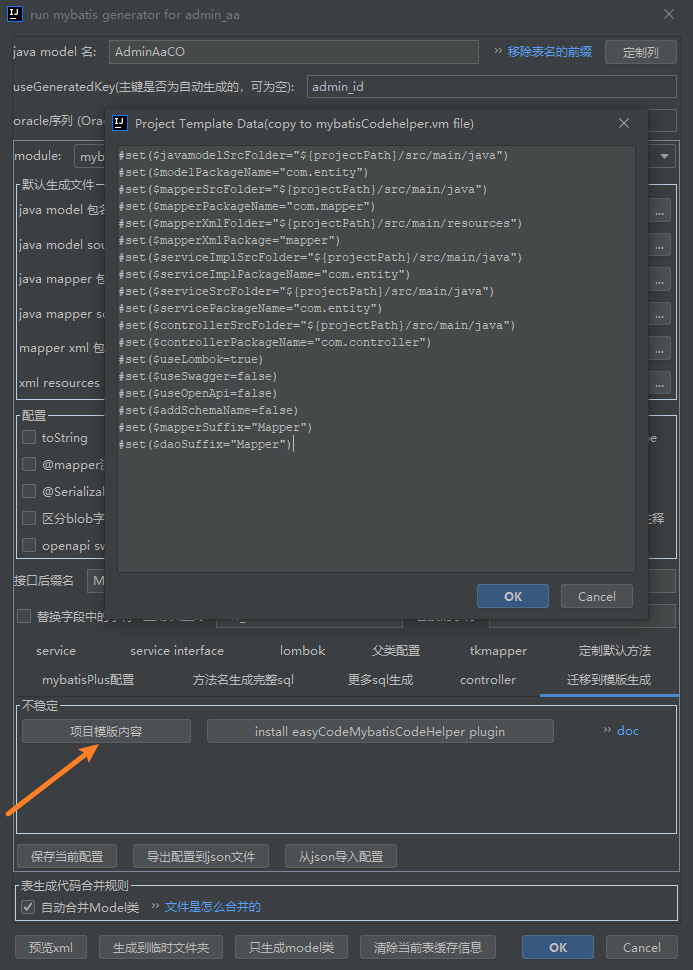 run mybatis generator for admin_aa
java model 名: AdminAaCO » 移除表名的前缀 定制列
useGeneratedKey(主键是否为自动生成的，可为空): admin_id
oracle序列 (Orac
Project Template Data(copy to mybatisCodehelper.vm file)
module: myb
#set($javamodelSrcFolder="${projectPath}/src/main/java")
#set($modelPackageName="com.entity")
#set($mapperSrcFolder="${projectPath}/src/main/java")
#set($mapperPackageName="com.mapper")
#set($mapperXmlFolder="${projectPath}/src/main/resources")
#set($mapperXmlPackage="mapper")
#set($serviceImplSrcFolder="${projectPath}/src/main/java")
#set($serviceImplPackageName="com.entity")
#set($serviceSrcFolder="${projectPath}/src/main/java")
#set($servicePackageName="com.entity")
#set($controllerSrcFolder="${projectPath}/src/main/java")
#set($controllerPackageName="com.controller")
#set($useLombok=true)
#set($useSwagger=false)
#set($useOpenApi=false)
#set($addSchemaName=false)
#set($mapperSuffix="Mapper")
#set($daoSuffix="Mapper")
OK Cancel
默认生成文件
java model 包名 ...
java model sou ...
java mapper 包 ...
java mapper so ...
mapper xml 包 ...
xml resources ...
配置
toString pe
@mapper注
@Serializal
区分blob字 注释
openapi sw
接口后缀名 M
替换字段中的字
service service interface lombok 父类配置 tkmapper 定制默认方法
mybatisPlus配置 方法名生成完整sql 更多sql生成 controller 迁移到模版生成
不稳定
项目模版内容 install easyCodeMybatisCodeHelper plugin » doc
保存当前配置 导出配置到json文件 从json导入配置
表生成代码合并规则
自动合并Model类 » 文件是怎么合并的
预览xml 生成到临时文件夹 只生成model类 清除当前表缓存信息 OK Cancel